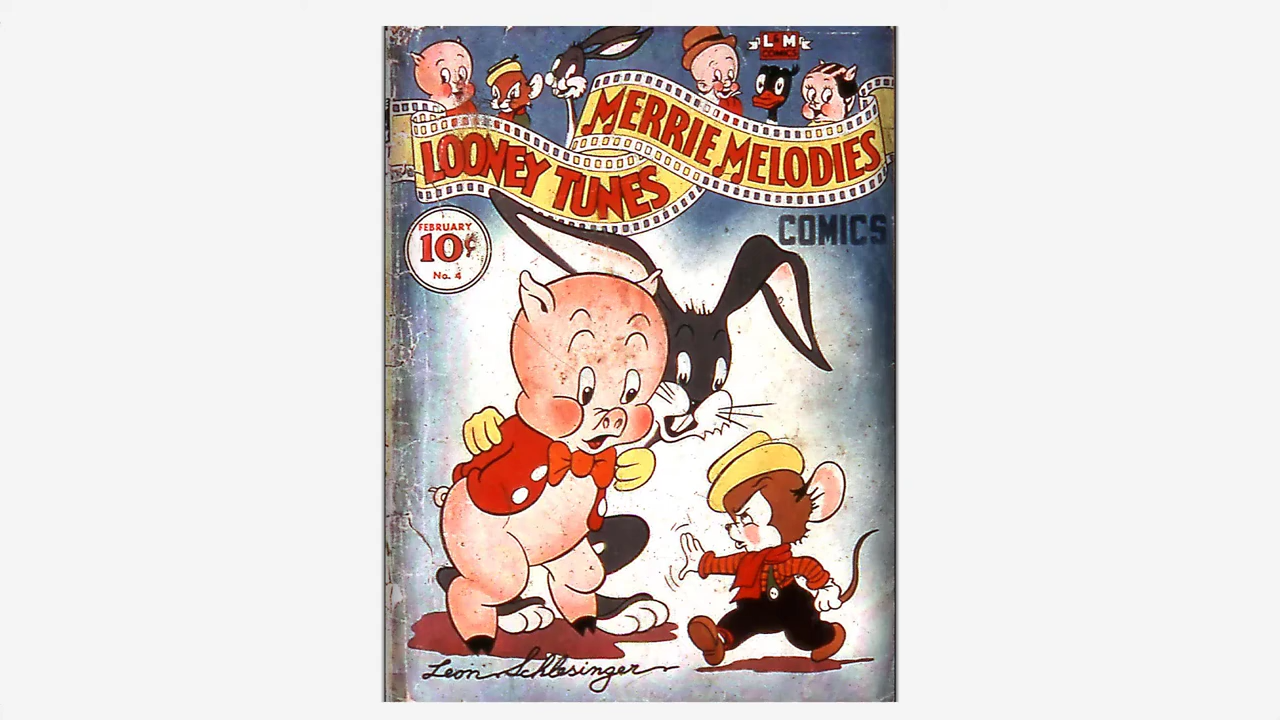 L M
COMICS
MERRIE MELODIES
LOONEY TUNES
COMICS
FEBRUARY
10¢
No. 4
Leon Schlesinger